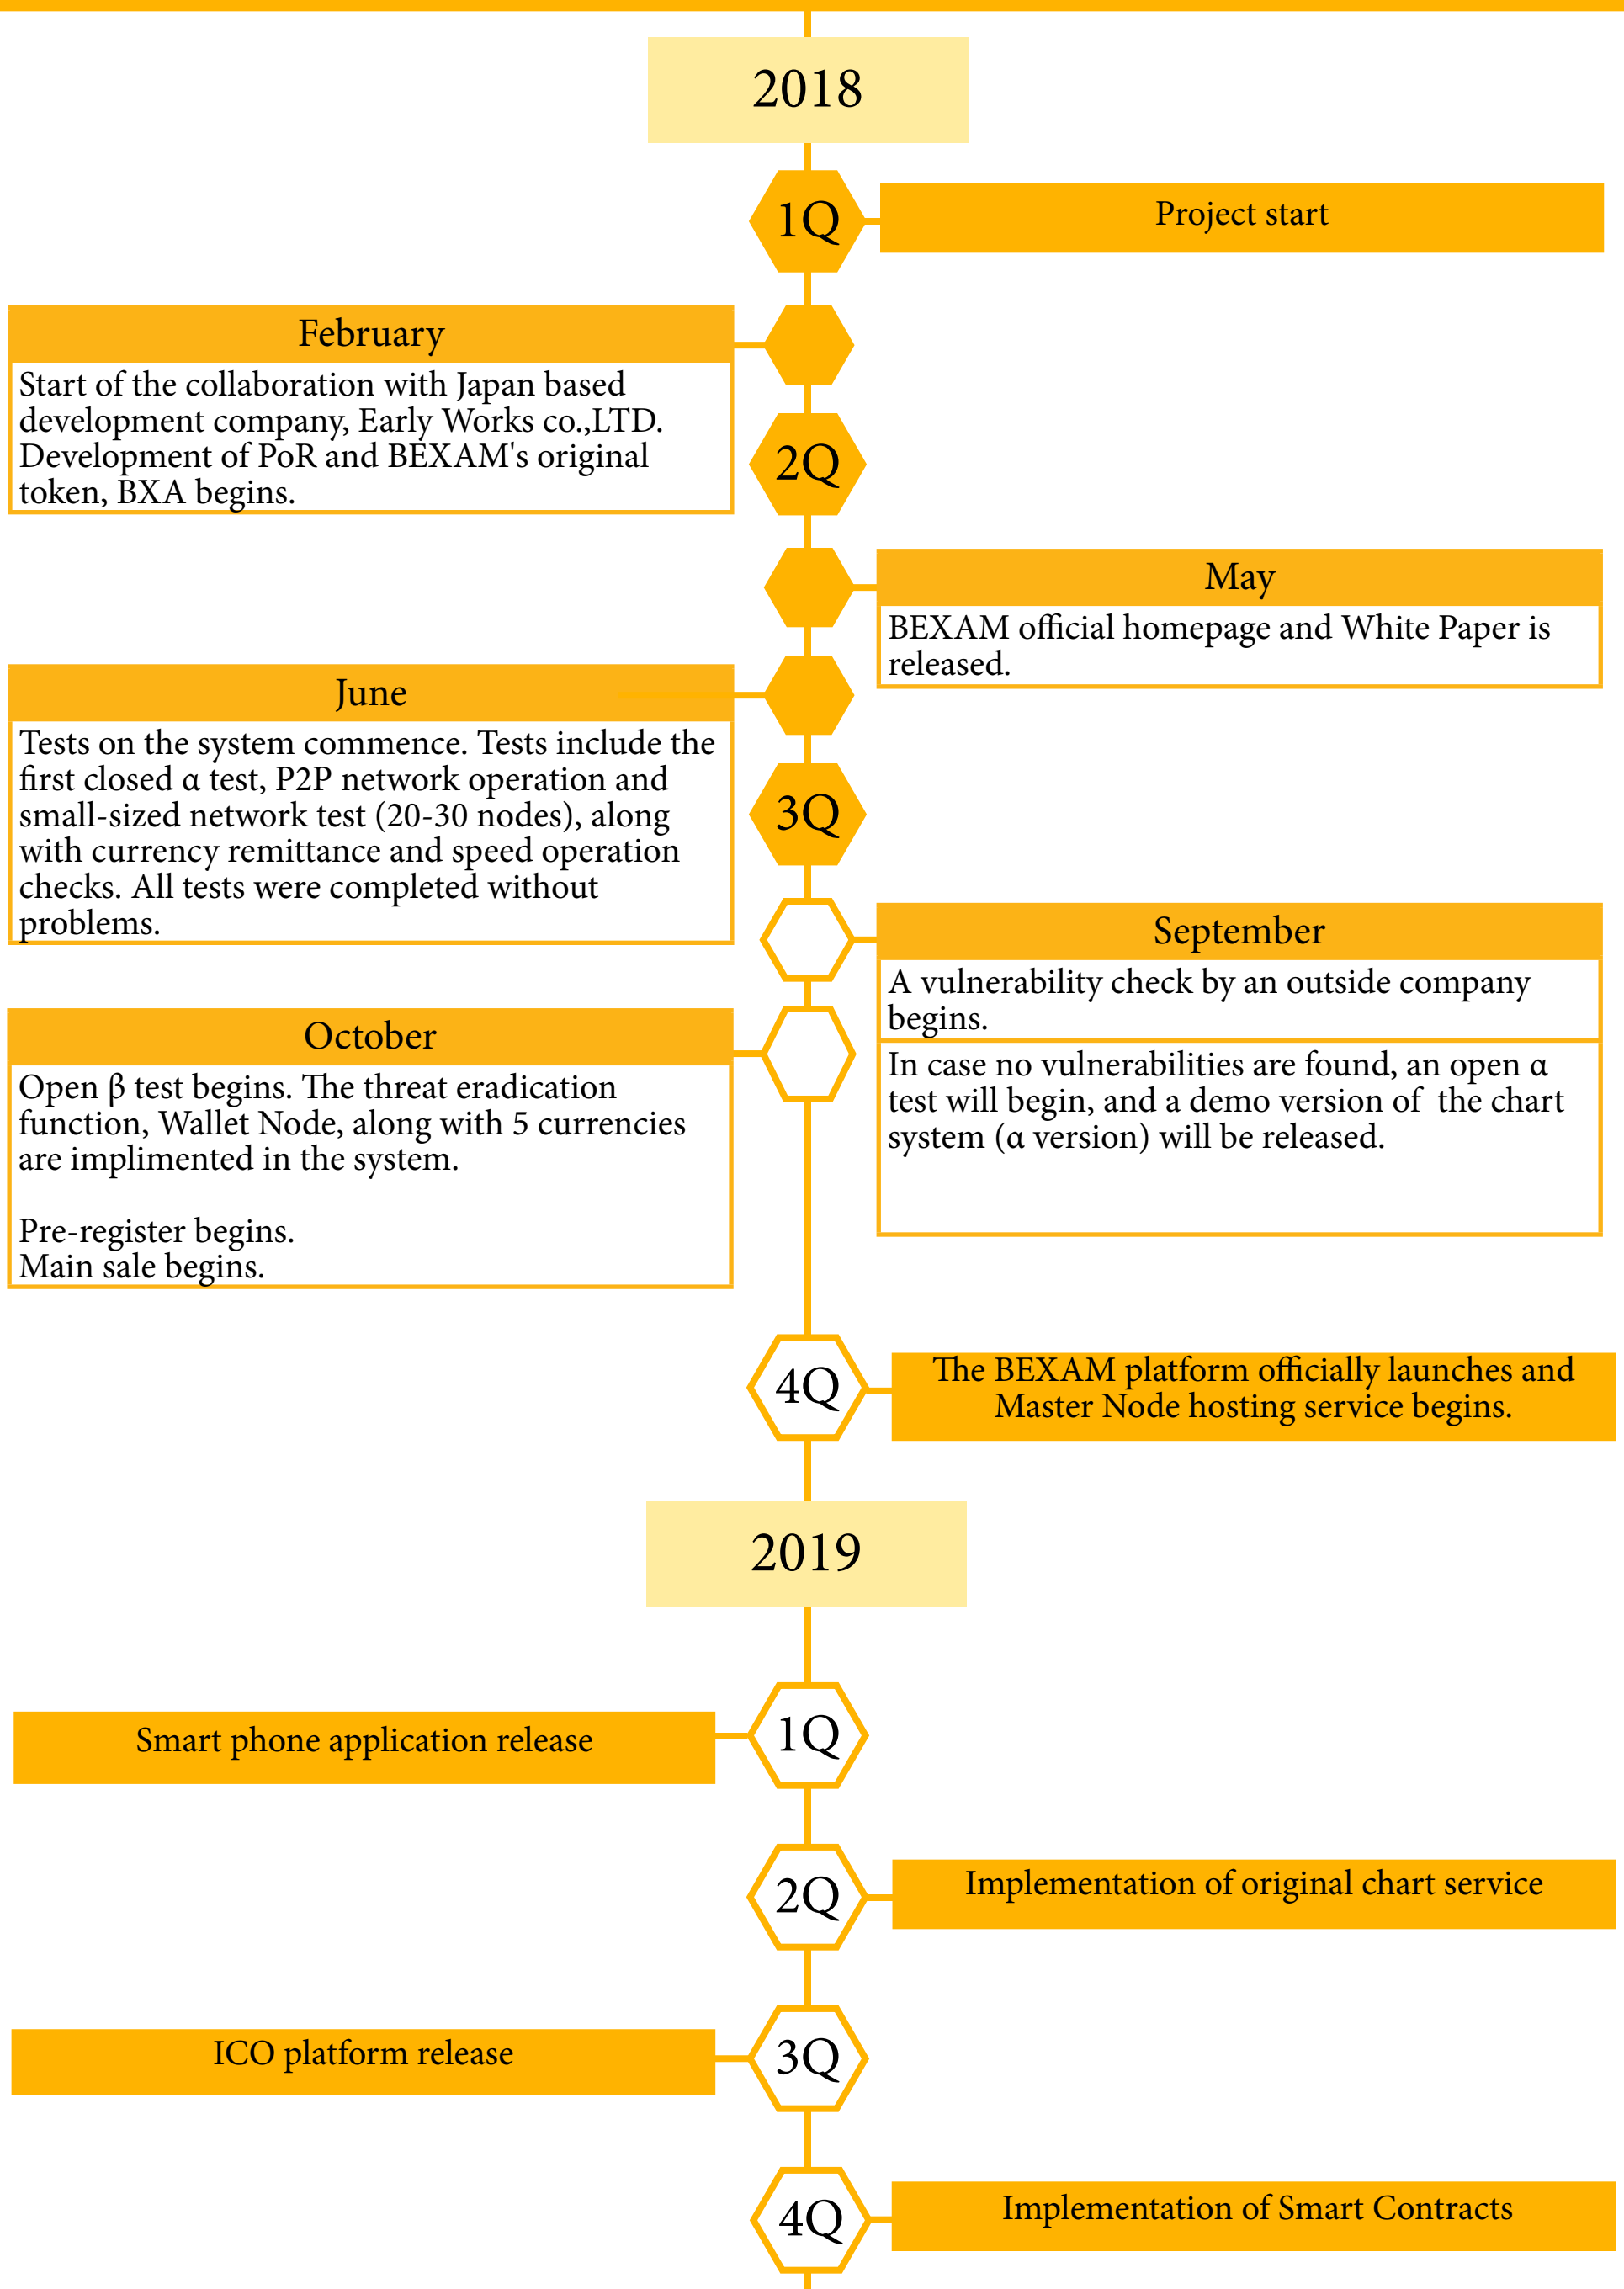 2018
1Q
Project start
February
Start of the collaboration with Japan based
development company, Early Works co.,LTD.
Development of PoR and BEXAM's original
token, BXA begins.
2Q
May
BEXAM official homepage and White Paper is
released.
June
Tests on the system commence. Tests include the
first closed α test, P2P network operation and
small-sized network test (20-30 nodes), along
with currency remittance and speed operation
checks. All tests were completed without
problems.
3Q
September
A vulnerability check by an outside company
begins.
In case no vulnerabilities are found, an open α
test will begin, and a demo version of  the chart
system (α version) will be released.
October
Open β test begins. The threat eradication
function, Wallet Node, along with 5 currencies
are implimented in the system.
Pre-register begins.
Main sale begins.
4Q
The BEXAM platform officially launches and
Master Node hosting service begins.
2019
1Q
Smart phone application release
2Q
Implementation of original chart service
3Q
ICO platform release
4Q
Implementation of Smart Contracts